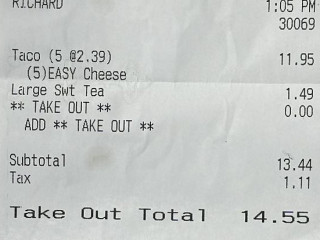 RICHARD 1:05 PM
30069
Taco (5 @2.39) 11.95
(5)EASY Cheese
Large Swt Tea 1.49
** TAKE OUT ** 0.00
ADD ** TAKE OUT **
Subtotal 13.44
Tax 1.11
Take Out Total 14.55